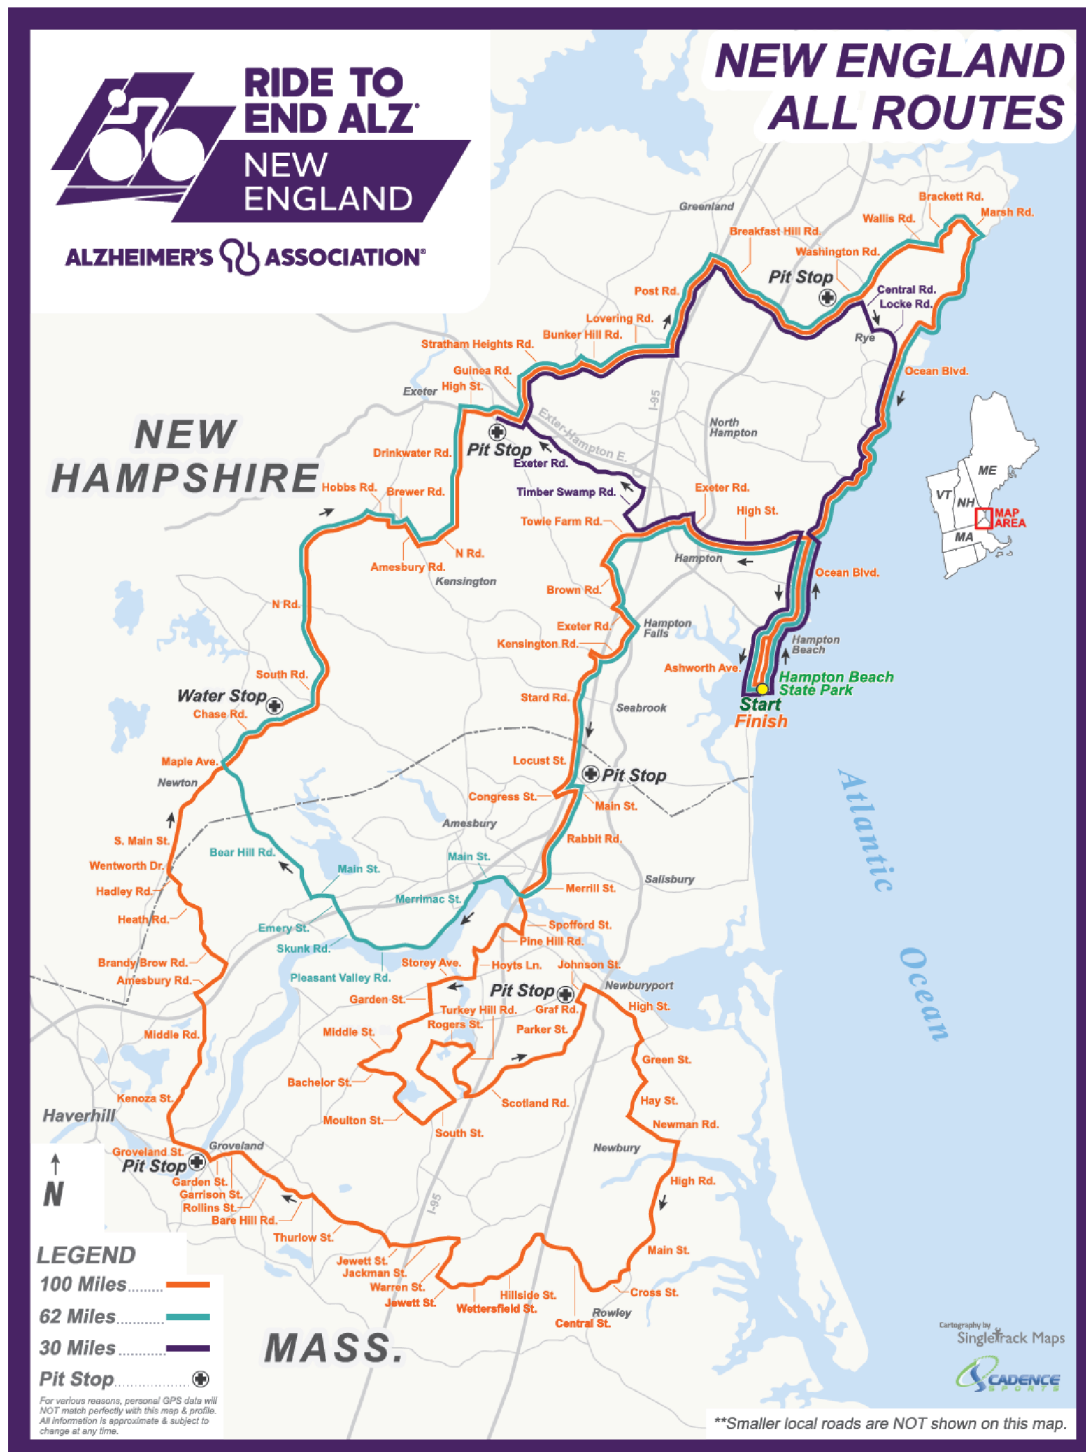 RIDE TO
END ALZ®
NEW
ENGLAND
ALZHEIMER'S ASSOCIATION®
NEW ENGLAND
ALL ROUTES
Greenland
Brackett Rd.
Marsh Rd.
Wallis Rd.
Breakfast Hill Rd.
Washington Rd.
Pit Stop
Central Rd.
Locke Rd.
Post Rd.
Lovering Rd.
Bunker Hill Rd.
Rye
Stratham Heights Rd.
Guinea Rd.
Ocean Blvd.
High St.
Exeter
I-95
North
Hampton
Exter-Hampton E.
NEW
HAMPSHIRE
Drinkwater Rd.
Pit Stop
Exeter Rd.
ME
VT
NH
MAP
AREA
MA
Hobbs Rd.
Brewer Rd.
Timber Swamp Rd.
Exeter Rd.
High St.
Towle Farm Rd.
N Rd.
Amesbury Rd.
Kensington
Hampton
Ocean Blvd.
Brown Rd.
N Rd.
Exeter Rd.
Hampton
Falls
Kensington Rd.
Hampton
Beach
Ashworth Ave.
Hampton Beach
State Park
South Rd.
Water Stop
Chase Rd.
Stard Rd.
Seabrook
Start
Finish
Maple Ave.
Newton
Locust St.
Pit Stop
Congress St.
Main St.
Atlantic
Ocean
Amesbury
S. Main St.
Rabbit Rd.
Bear Hill Rd.
Main St.
Main St.
Wentworth Dr.
Hadley Rd.
Salisbury
Merrill St.
Merrimac St.
Heath Rd.
Emery St.
Spofford St.
Skunk Rd.
Pine Hill Rd.
Brandy Brow Rd.
Storey Ave.
Hoyts Ln.
Johnson St.
Amesbury Rd.
Pleasant Valley Rd.
Pit Stop
Newburyport
Garden St.
Turkey Hill Rd.
Graf Rd.
High St.
Middle Rd.
Middle St.
Rogers St.
Parker St.
Green St.
Bachelor St.
Kenoza St.
Scotland Rd.
Hay St.
Haverhill
Moulton St.
South St.
Newman Rd.
Groveland
Newbury
Groveland St.
Pit Stop
Garden St.
Garrison St.
Rollins St.
Bare Hill Rd.
High Rd.
N
I-95
Thurlow St.
Main St.
Jewett St.
Jackman St.
Warren St.
Jewett St.
Hillside St.
Wettersfield St.
Cross St.
Rowley
Central St.
MASS.
LEGEND
100 Miles
62 Miles
30 Miles
Pit Stop
For various reasons, personal GPS data will
NOT match perfectly with this map & profile.
All information is approximate & subject to
change at any time.
Cartography by
SingleTrack Maps
CADENCE
SPORTS
**Smaller local roads are NOT shown on this map.